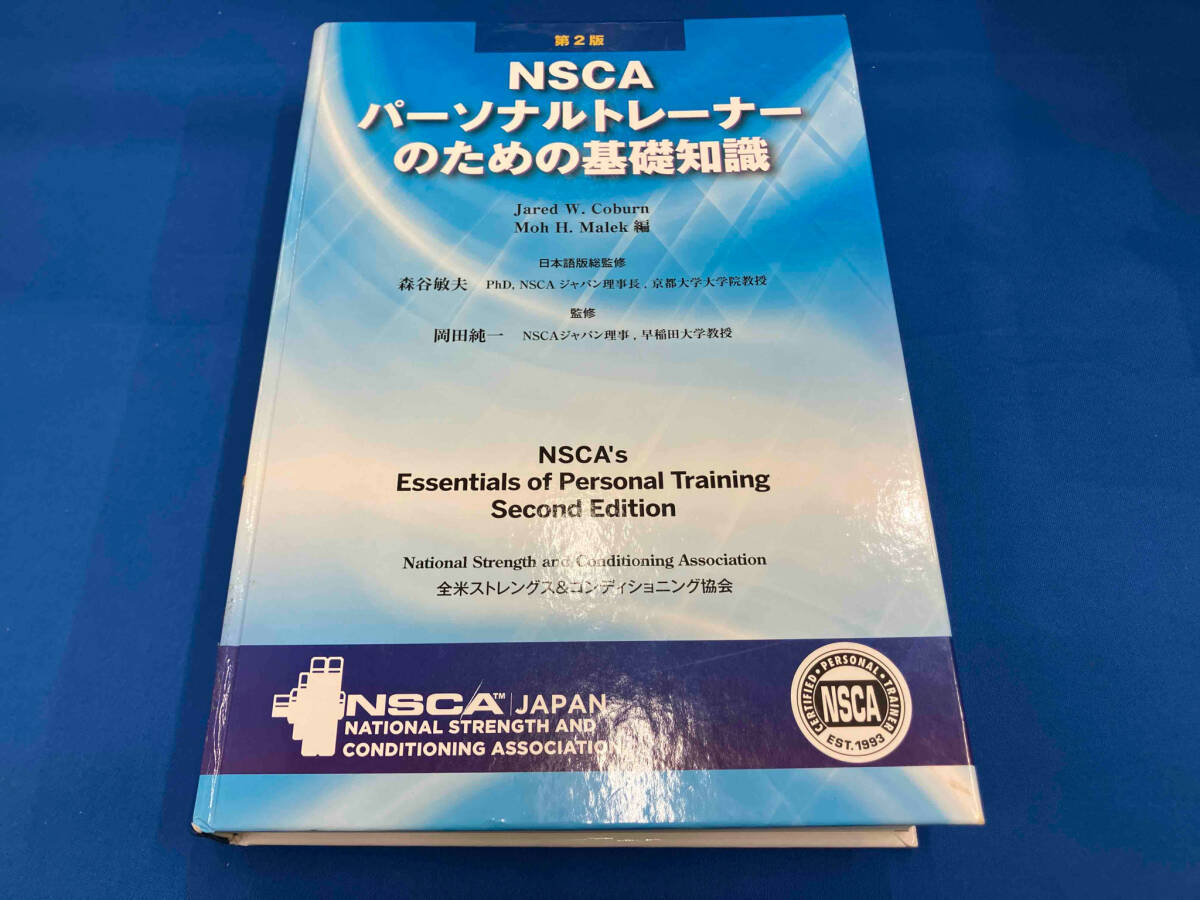 第2版
NSCA
パーソナルトレーナー
のための基礎知識
Jared W. Coburn
Moh H. Malek 編
日本語版総監修
森谷敏夫 PhD, NSCA ジャパン理事長, 京都大学大学院教授
監修
岡田純一 NSCAジャパン理事, 早稲田大学教授
NSCA's
Essentials of Personal Training
Second Edition
National Strength and Conditioning Association
全米ストレングス&コンディショニング協会
NSCA™ JAPAN
NATIONAL STRENGTH AND
CONDITIONING ASSOCIATION
CERTIFIED・PERSONAL・TRAINER
NSCA
EST.1993